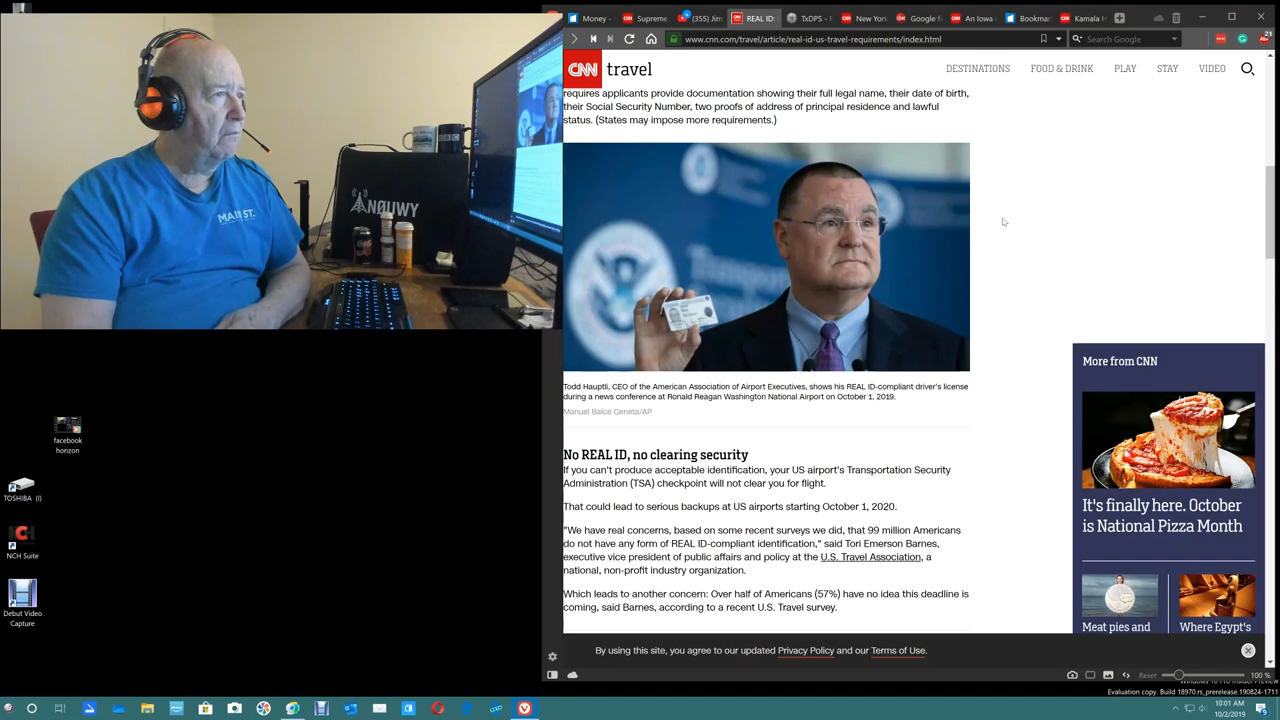 Money -
Supreme
(355) Jim
REAL ID:
TxDPS -
New York
Google f
An Iowa
Bookmar
Kamala H
www.cnn.com/travel/article/real-id-us-travel-requirements/index.html
Search Google
21
CNN travel
DESTINATIONS FOOD & DRINK PLAY STAY VIDEO
requires applicants provide documentation showing their full legal name, their date of birth,
their Social Security Number, two proofs of address of principal residence and lawful
status. (States may impose more requirements.)
MAIN ST.
NØUWY
BBC
Todd Hauptli, CEO of the American Association of Airport Executives, shows his REAL ID-compliant driver's license
during a news conference at Ronald Reagan Washington National Airport on October 1, 2019.
Manuel Balce Ceneta/AP
No REAL ID, no clearing security
If you can't produce acceptable identification, your US airport's Transportation Security
Administration (TSA) checkpoint will not clear you for flight.
That could lead to serious backups at US airports starting October 1, 2020.
"We have real concerns, based on some recent surveys we did, that 99 million Americans
do not have any form of REAL ID-compliant identification," said Tori Emerson Barnes,
executive vice president of public affairs and policy at the U.S. Travel Association, a
national, non-profit industry organization.
Which leads to another concern: Over half of Americans (57%) have no idea this deadline is
coming, said Barnes, according to a recent U.S. Travel survey.
More from CNN
It's finally here. October
is National Pizza Month
Meat pies and
Where Egypt's
By using this site, you agree to our updated Privacy Policy and our Terms of Use.
Reset
100 %
facebook
horizon
TOSHIBA (I)
NCH Suite
Debut Video
Capture
Evaluation copy. Build 18970.rs_prerelease.190824-1711
10:01 AM
10/2/2019